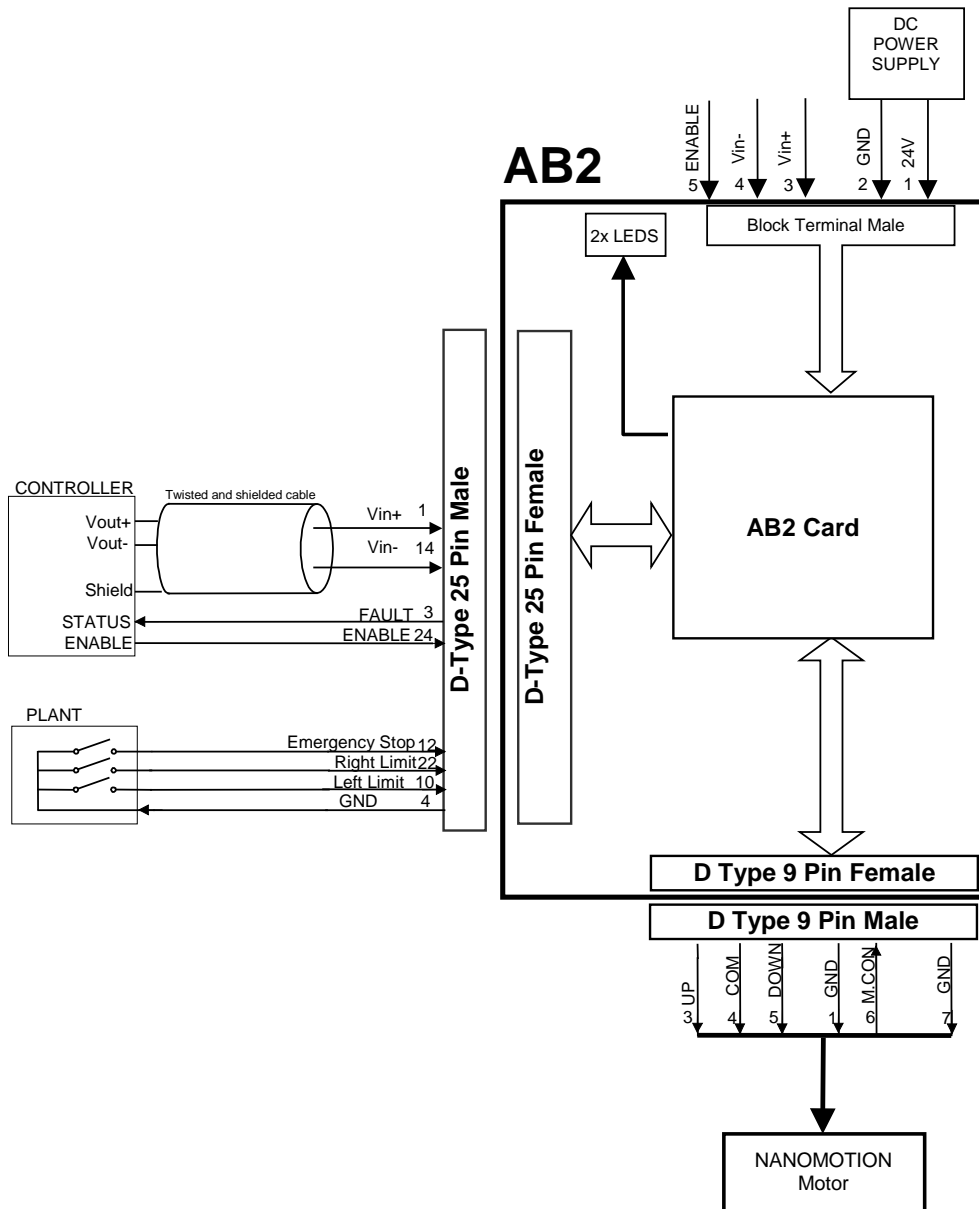 DC
POWER
SUPPLY
ENABLE
Vin-
Vin+
GND
24V
5
4
3
2
1
AB2
Block Terminal Male
2x LEDS
AB2 Card
D-Type 25 Pin Male
D-Type 25 Pin Female
CONTROLLER
Twisted and shielded cable
Vout+
Vout-
Shield
STATUS
ENABLE
Vin+ 1
Vin- 14
FAULT 3
ENABLE 24
PLANT
Emergency Stop 12
Right Limit 22
Left Limit 10
GND 4
D Type 9 Pin Female
D Type 9 Pin Male
UP
COM
DOWN
GND
M.CON
GND
3
4
5
1
6
7
NANOMOTION
Motor